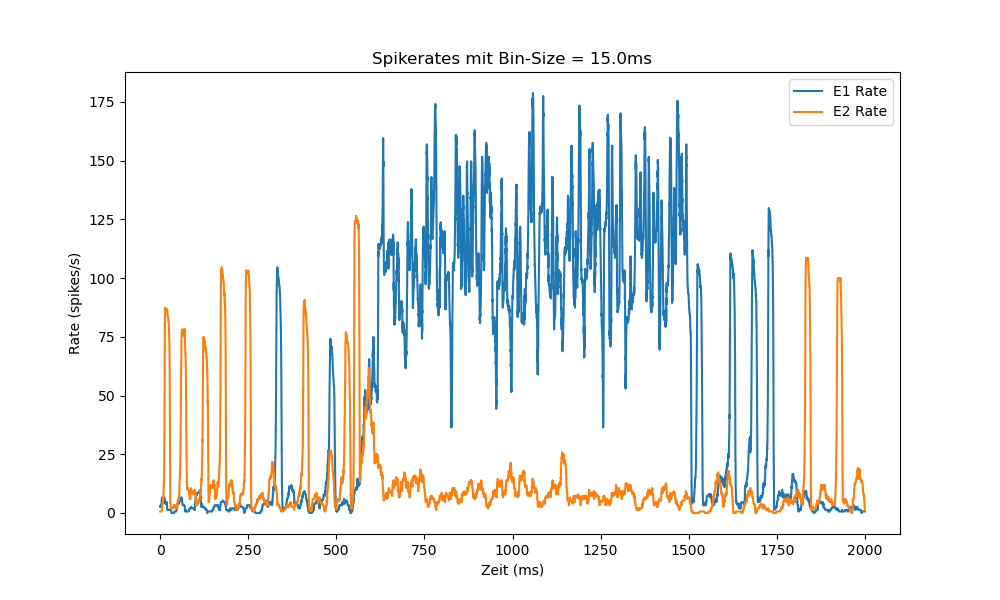 Spikerates mit Bin-Size = 15.0ms
E1 Rate
E2 Rate
175
150
125
100
75
50
25
0
Rate (spikes/s)
0 250 500 750 1000 1250 1500 1750 2000
Zeit (ms)